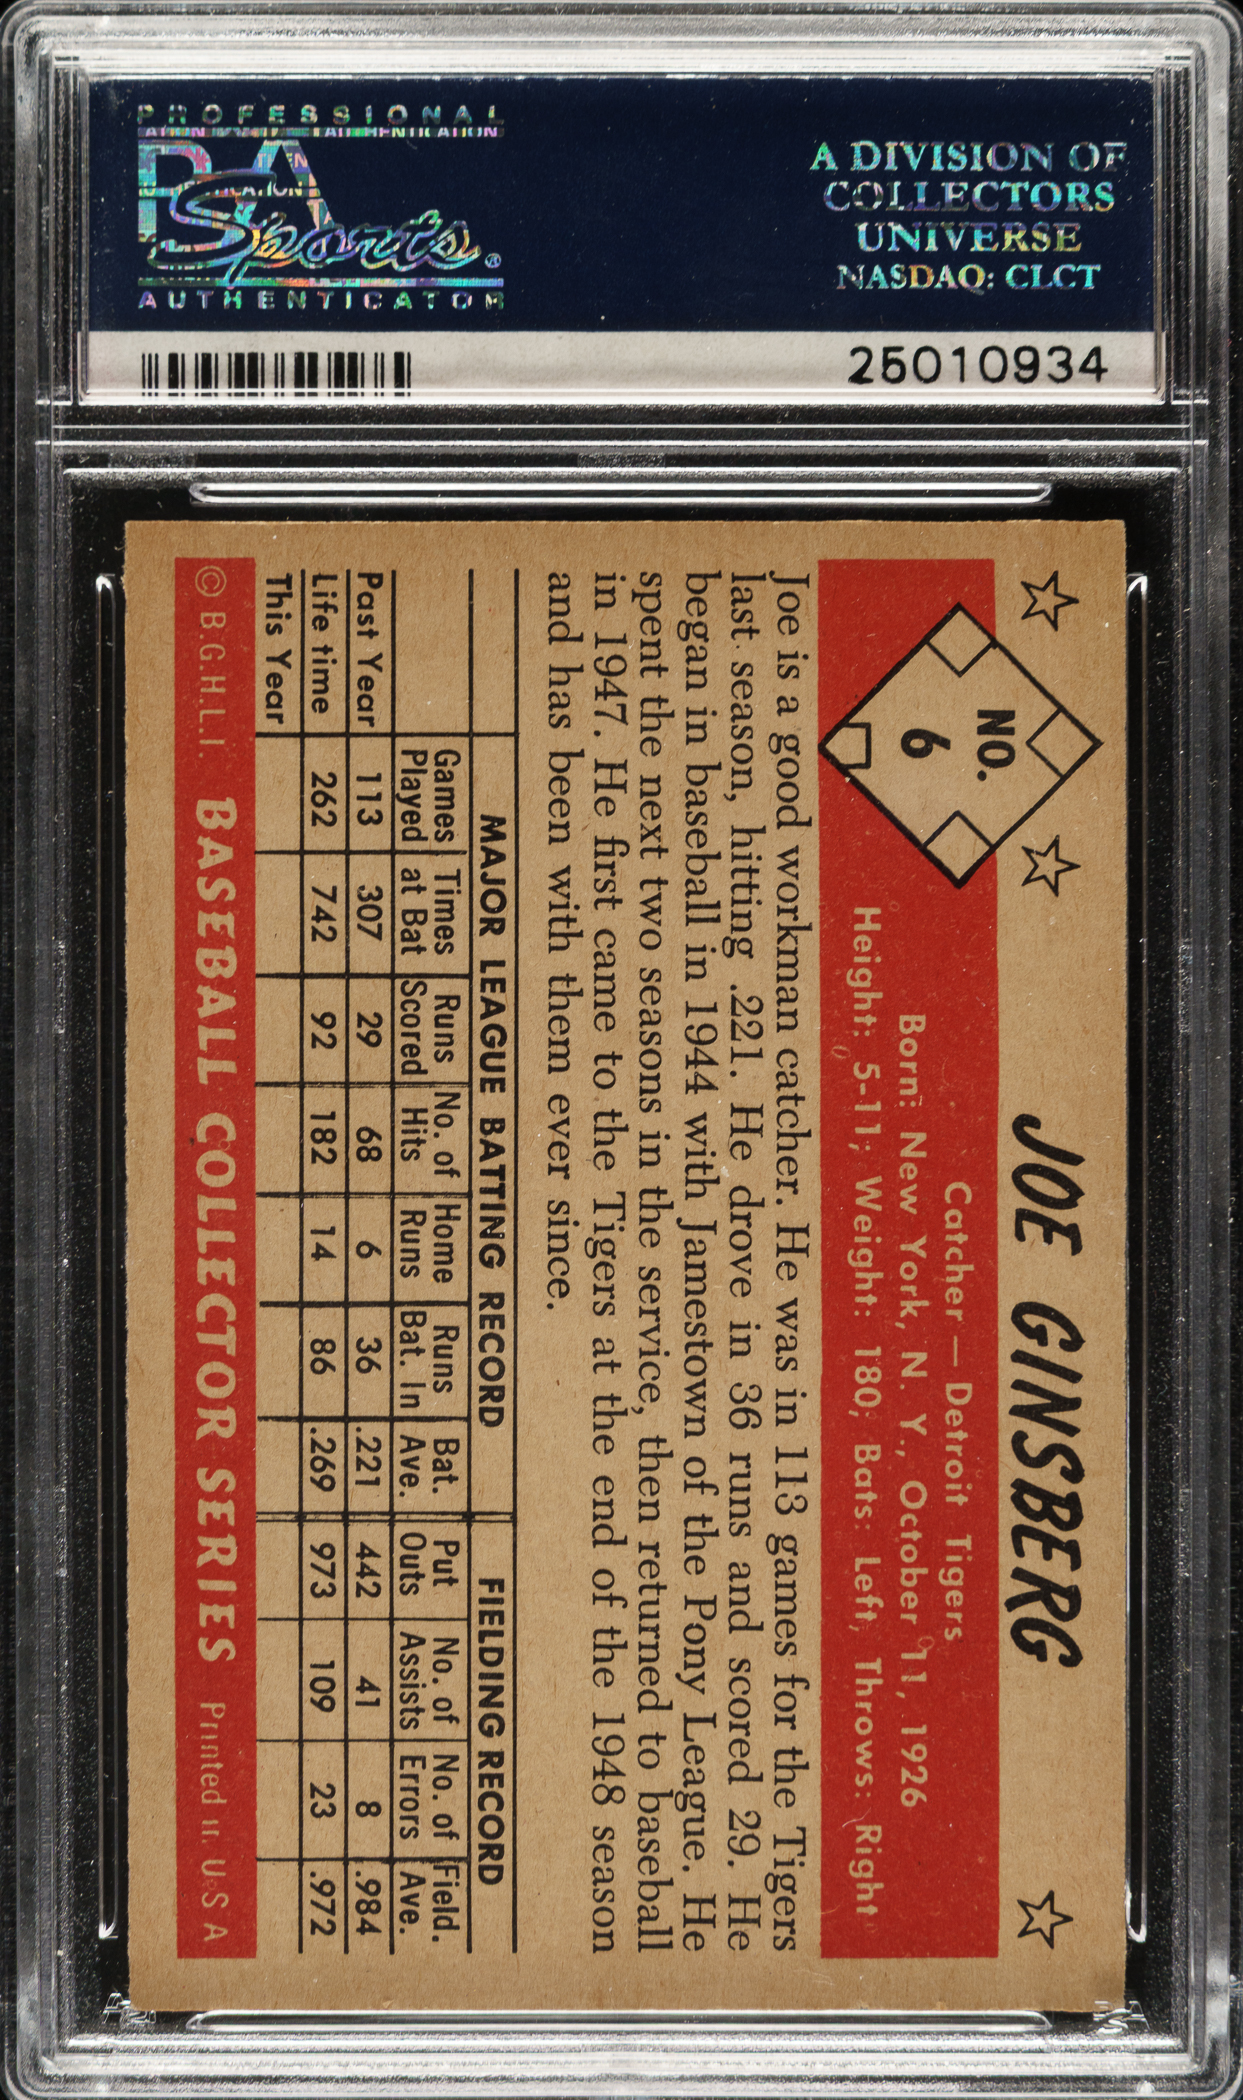 PROFESSIONAL
PSA
Sports®
AUTHENTICATOR
A DIVISION OF
COLLECTORS
UNIVERSE
NASDAQ: CLCT
25010934
NO.
6
JOE GINSBERG
Catcher — Detroit Tigers
Born: New York, N. Y., October 11, 1926
Height: 5-11; Weight: 180; Bats: Left, Throws: Right
Joe is a good workman catcher. He was in 113 games for the Tigers
last season, hitting .221. He drove in 36 runs and scored 29. He
began in baseball in 1944 with Jamestown of the Pony League. He
spent the next two seasons in the service, then returned to baseball
in 1947. He first came to the Tigers at the end of the 1948 season
and has been with them ever since.
MAJOR LEAGUE BATTING RECORD FIELDING RECORD
Games Played Times at Bat Runs Scored No. of Hits Home Runs Runs Bat. In Bat. Ave. Put Outs No. of Assists No. of Errors Field. Ave.
Past Year 113 307 29 68 6 36 .221 442 41 8 .984
Life time 262 742 92 182 14 86 .269 973 109 23 .972
This Year
© B.G.H.L.I. BASEBALL COLLECTOR SERIES Printed in U S A